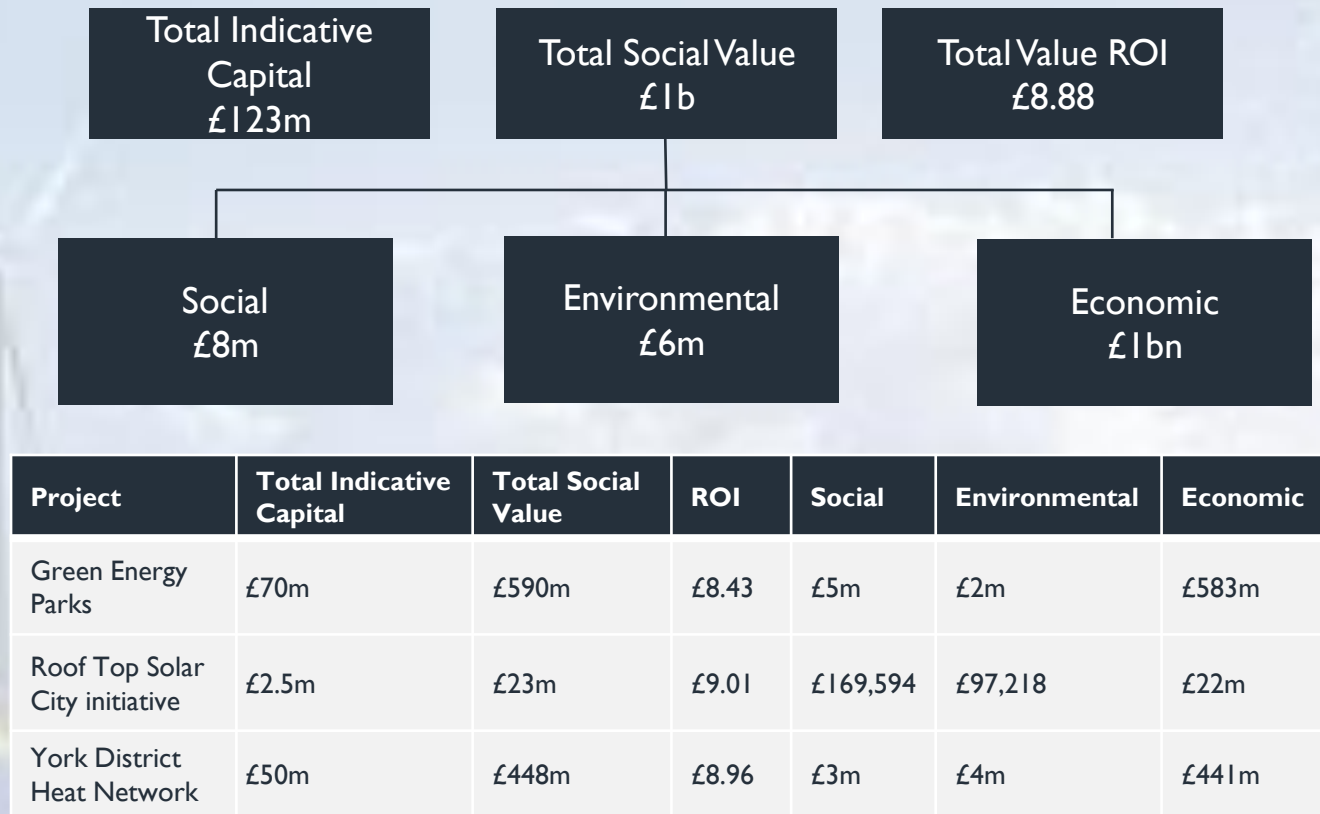 Total Indicative
Capital
£123m
Total Social Value
£1b
Total Value ROI
£8.88
Social
£8m
Environmental
£6m
Economic
£1bn
Project
Total Indicative
Capital
Total Social
Value
ROI
Social
Environmental
Economic
Green Energy
Parks
£70m
£590m
£8.43
£5m
£2m
£583m
Roof Top Solar
City initiative
£2.5m
£23m
£9.01
£169,594
£97,218
£22m
York District
Heat Network
£50m
£448m
£8.96
£3m
£4m
£441m